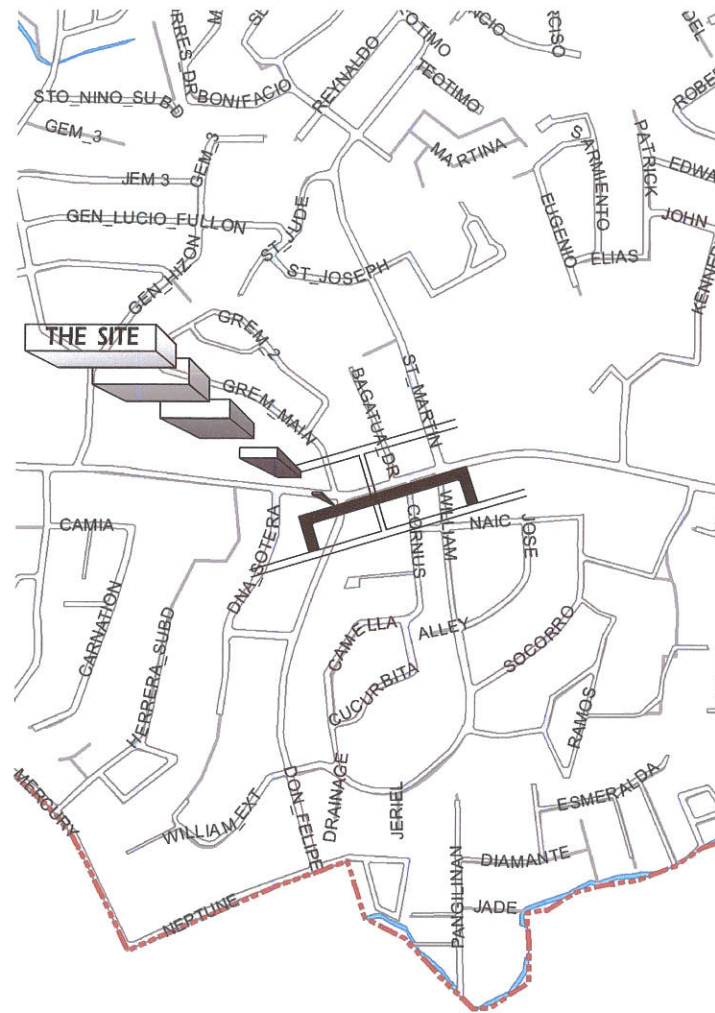 TEOTIMO
REYNALDO
STO_NINO_SUBD
BONIFACIO
GEM_3
GEM_3
MARTINA
SARMIENTO
PATRICK
JEM 3
EUGENIO
JOHN
GEN_LUCIO_FULLON
ST_JUDE
ELIAS
ST_JOSEPH
GEN_HIZON
THE SITE
GREM_2
GREM_MAIN
BAGATUA_DR
ST_MARTIN
CAMIA
DNA_SOTERA
CORNUS
WILLIAM
NAIC
JOSE
CARNATION
HERRERA_SUBD
CAMELLA
ALLEY
SOCORRO
CUCURBITA
RAMOS
MERCURY
WILLIAM_EXT
DON_FELIPE
DRAINAGE
JERIEL
ESMERALDA
DIAMANTE
NEPTUNE
PANGILINAN
JADE